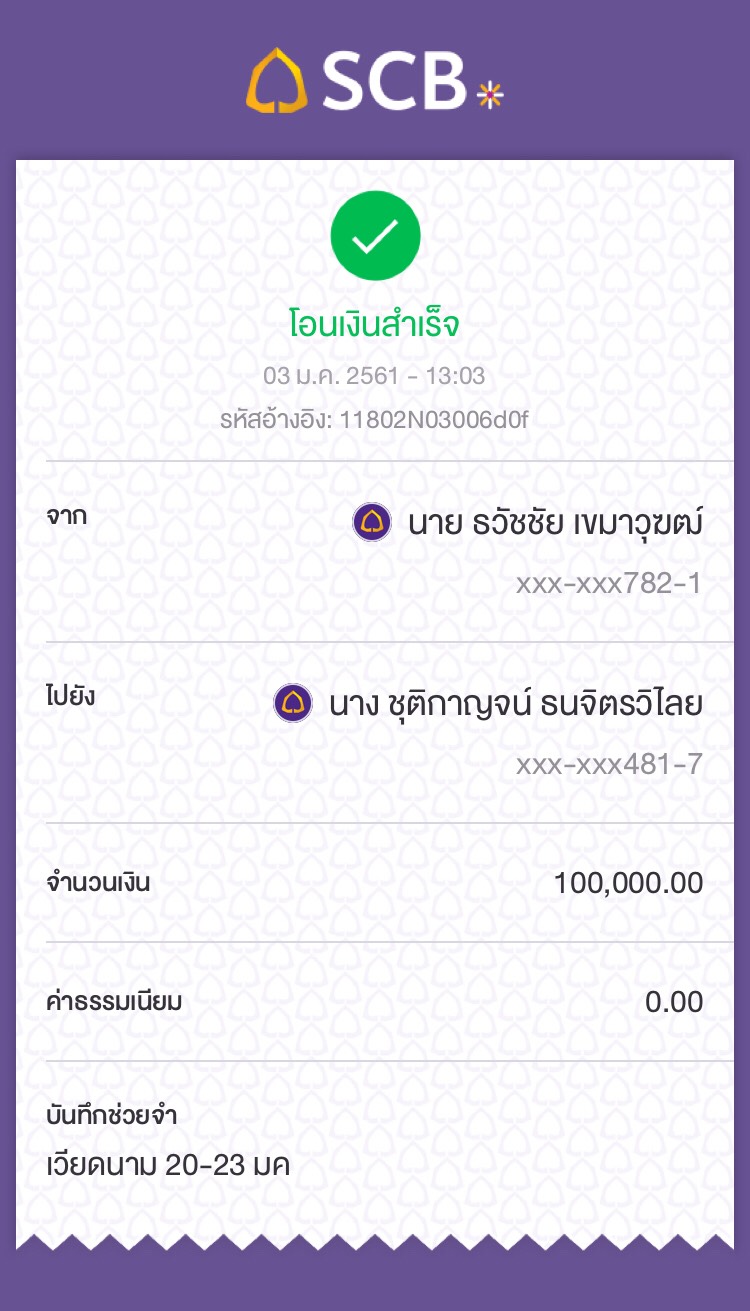 SCB
โอนเงินสำเร็จ
03 ม.ค. 2561 - 13:03
รหัสอ้างอิง: 11802N03006d0f
จาก
นาย ธวัชชัย เขมาวุฆฒ์
xxx-xxx782-1
ไปยัง
นาง ชุติกาญจน์ ธนจิตรวิไลย
xxx-xxx481-7
จำนวนเงิน 100,000.00
ค่าธรรมเนียม 0.00
บันทึกช่วยจำ
เวียดนาม 20-23 มค